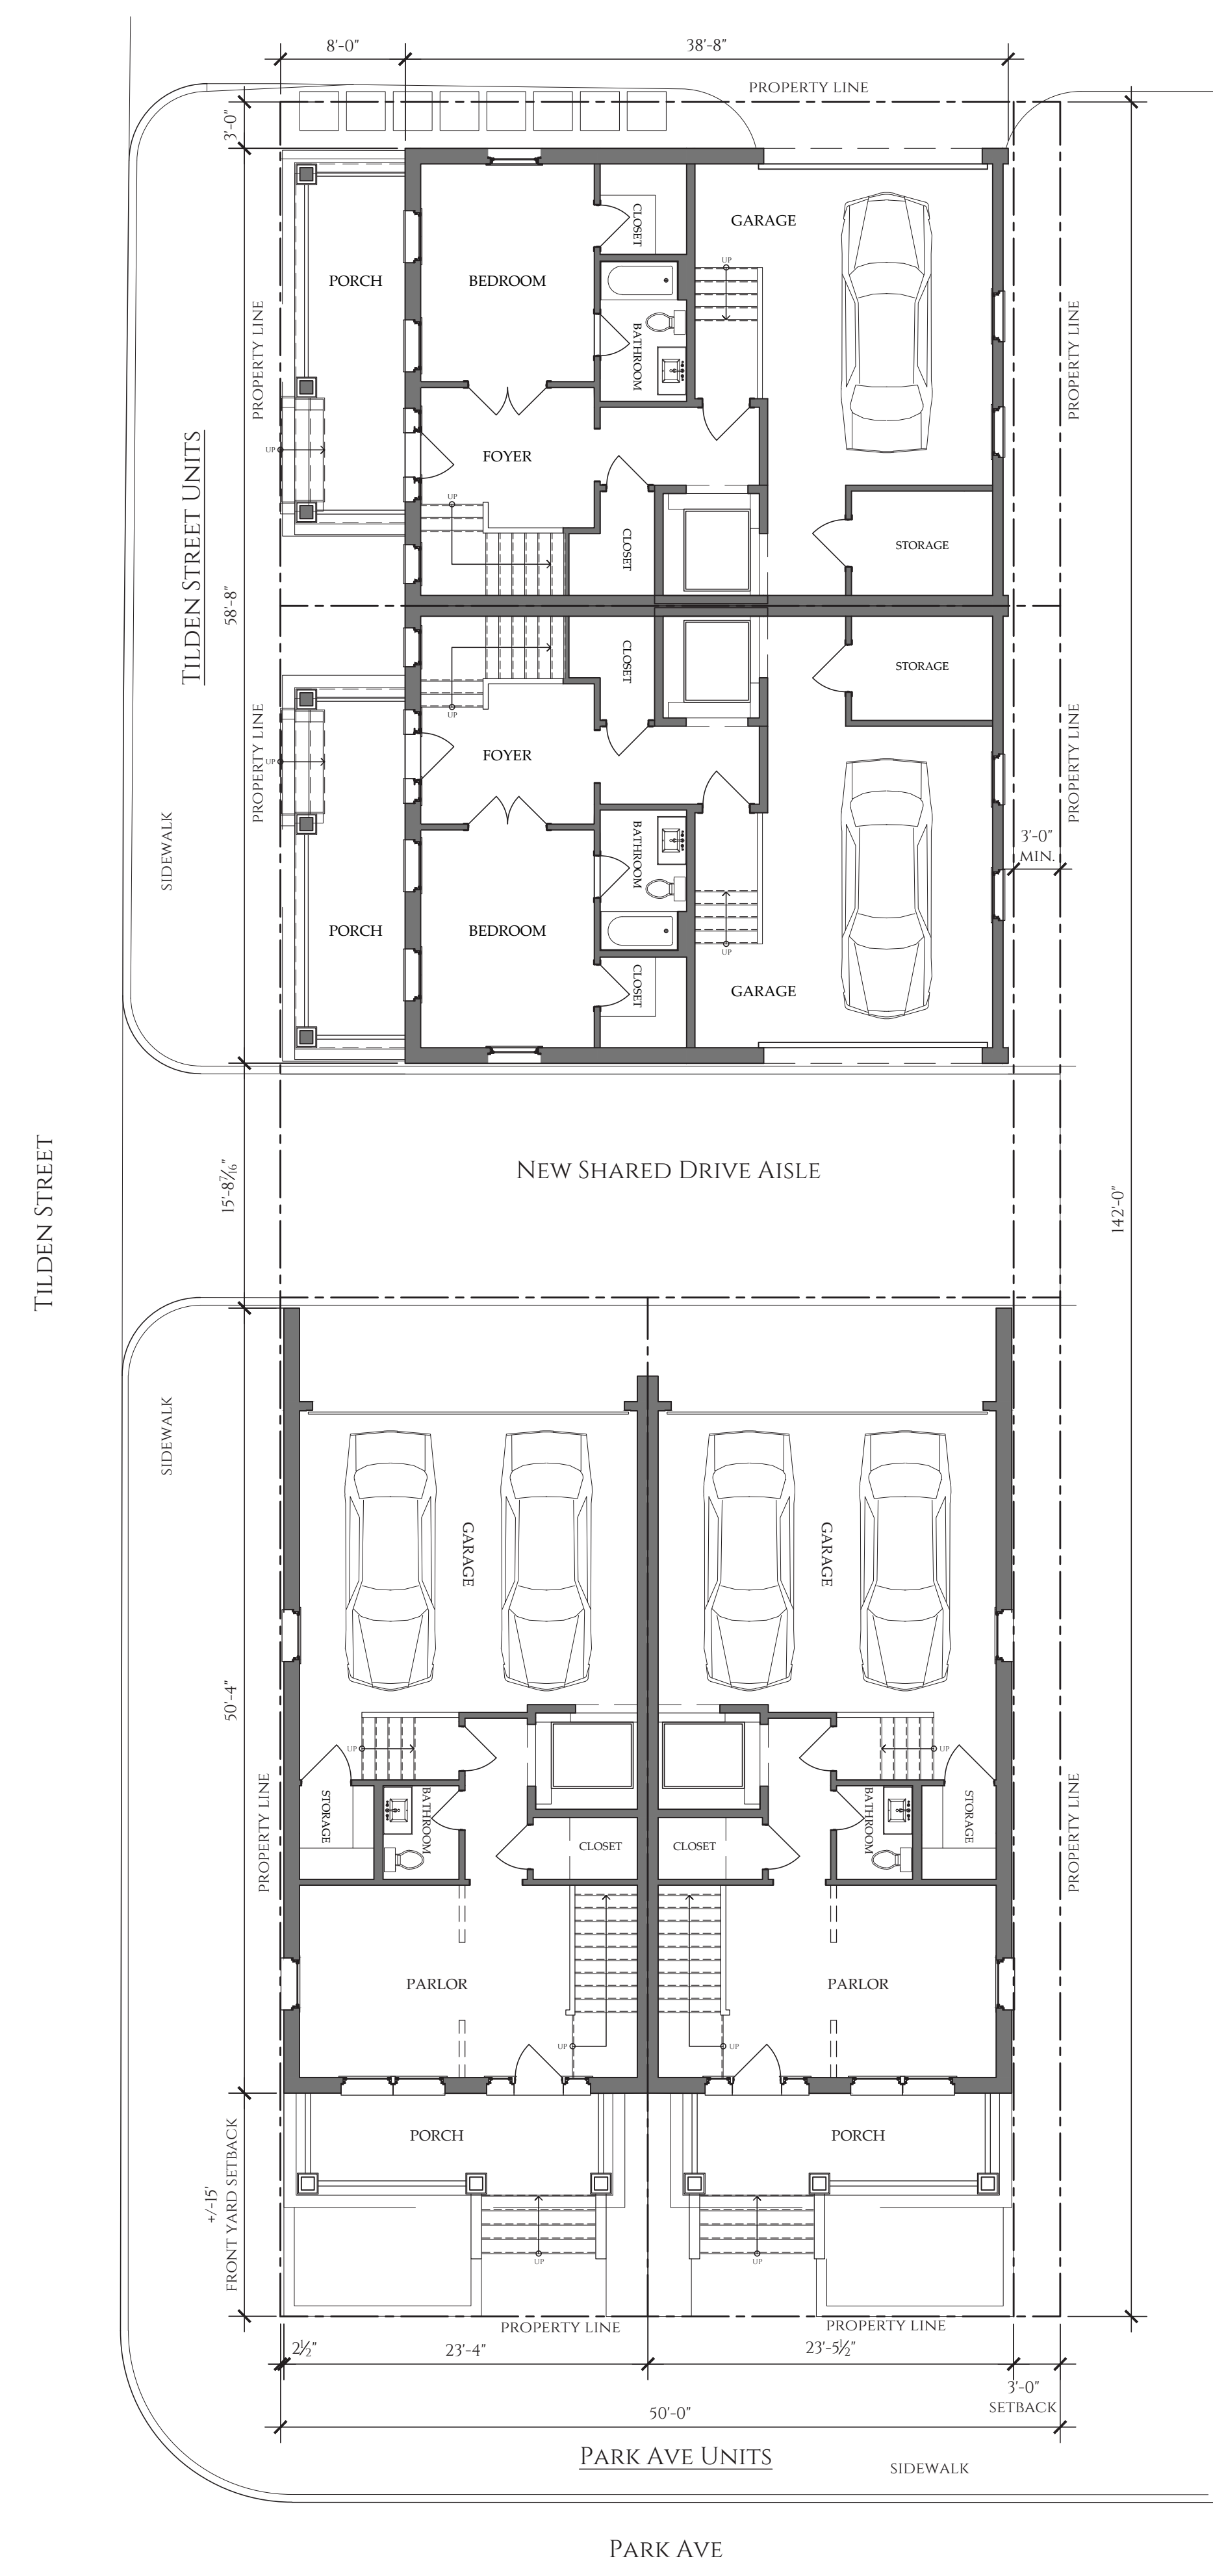 8'-0"
38'-8"
PROPERTY LINE
3'-0"
GARAGE
CLOSET
UP
PORCH
BEDROOM
BATHROOM
PROPERTY LINE
PROPERTY LINE
TILDEN STREET UNITS
UP
FOYER
UP
CLOSET
STORAGE
58'-8"
CLOSET
STORAGE
UP
FOYER
UP
PROPERTY LINE
PROPERTY LINE
SIDEWALK
3'-0"
MIN.
BATHROOM
PORCH
BEDROOM
UP
CLOSET
GARAGE
TILDEN STREET
15'-8 7/16"
NEW SHARED DRIVE AISLE
142'-0"
SIDEWALK
GARAGE
GARAGE
50'-4"
UP
UP
PROPERTY LINE
STORAGE
BATHROOM
CLOSET
CLOSET
BATHROOM
STORAGE
PROPERTY LINE
PARLOR
PARLOR
UP
UP
PORCH
PORCH
+/-15'
FRONT YARD SETBACK
UP
UP
PROPERTY LINE
PROPERTY LINE
2 1/2"
23'-4"
23'-5 1/2"
3'-0"
SETBACK
50'-0"
PARK AVE UNITS
SIDEWALK
PARK AVE